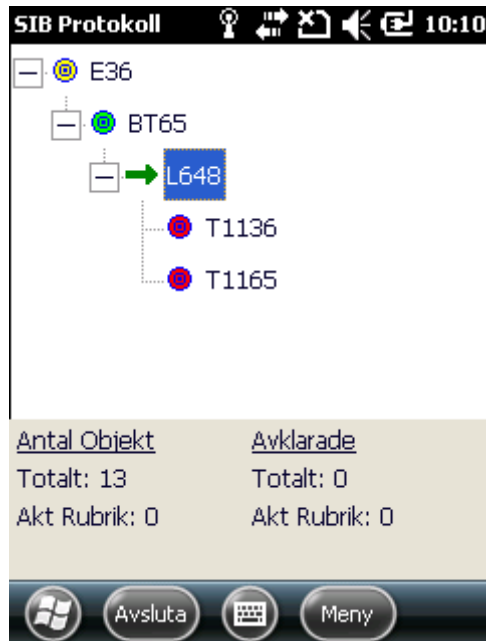 SIB Protokoll 10:10
E36
BT65
L648
T1136
T1165
Antal Objekt Avklarade
Totalt: 13 Totalt: 0
Akt Rubrik: 0 Akt Rubrik: 0
Avsluta Meny